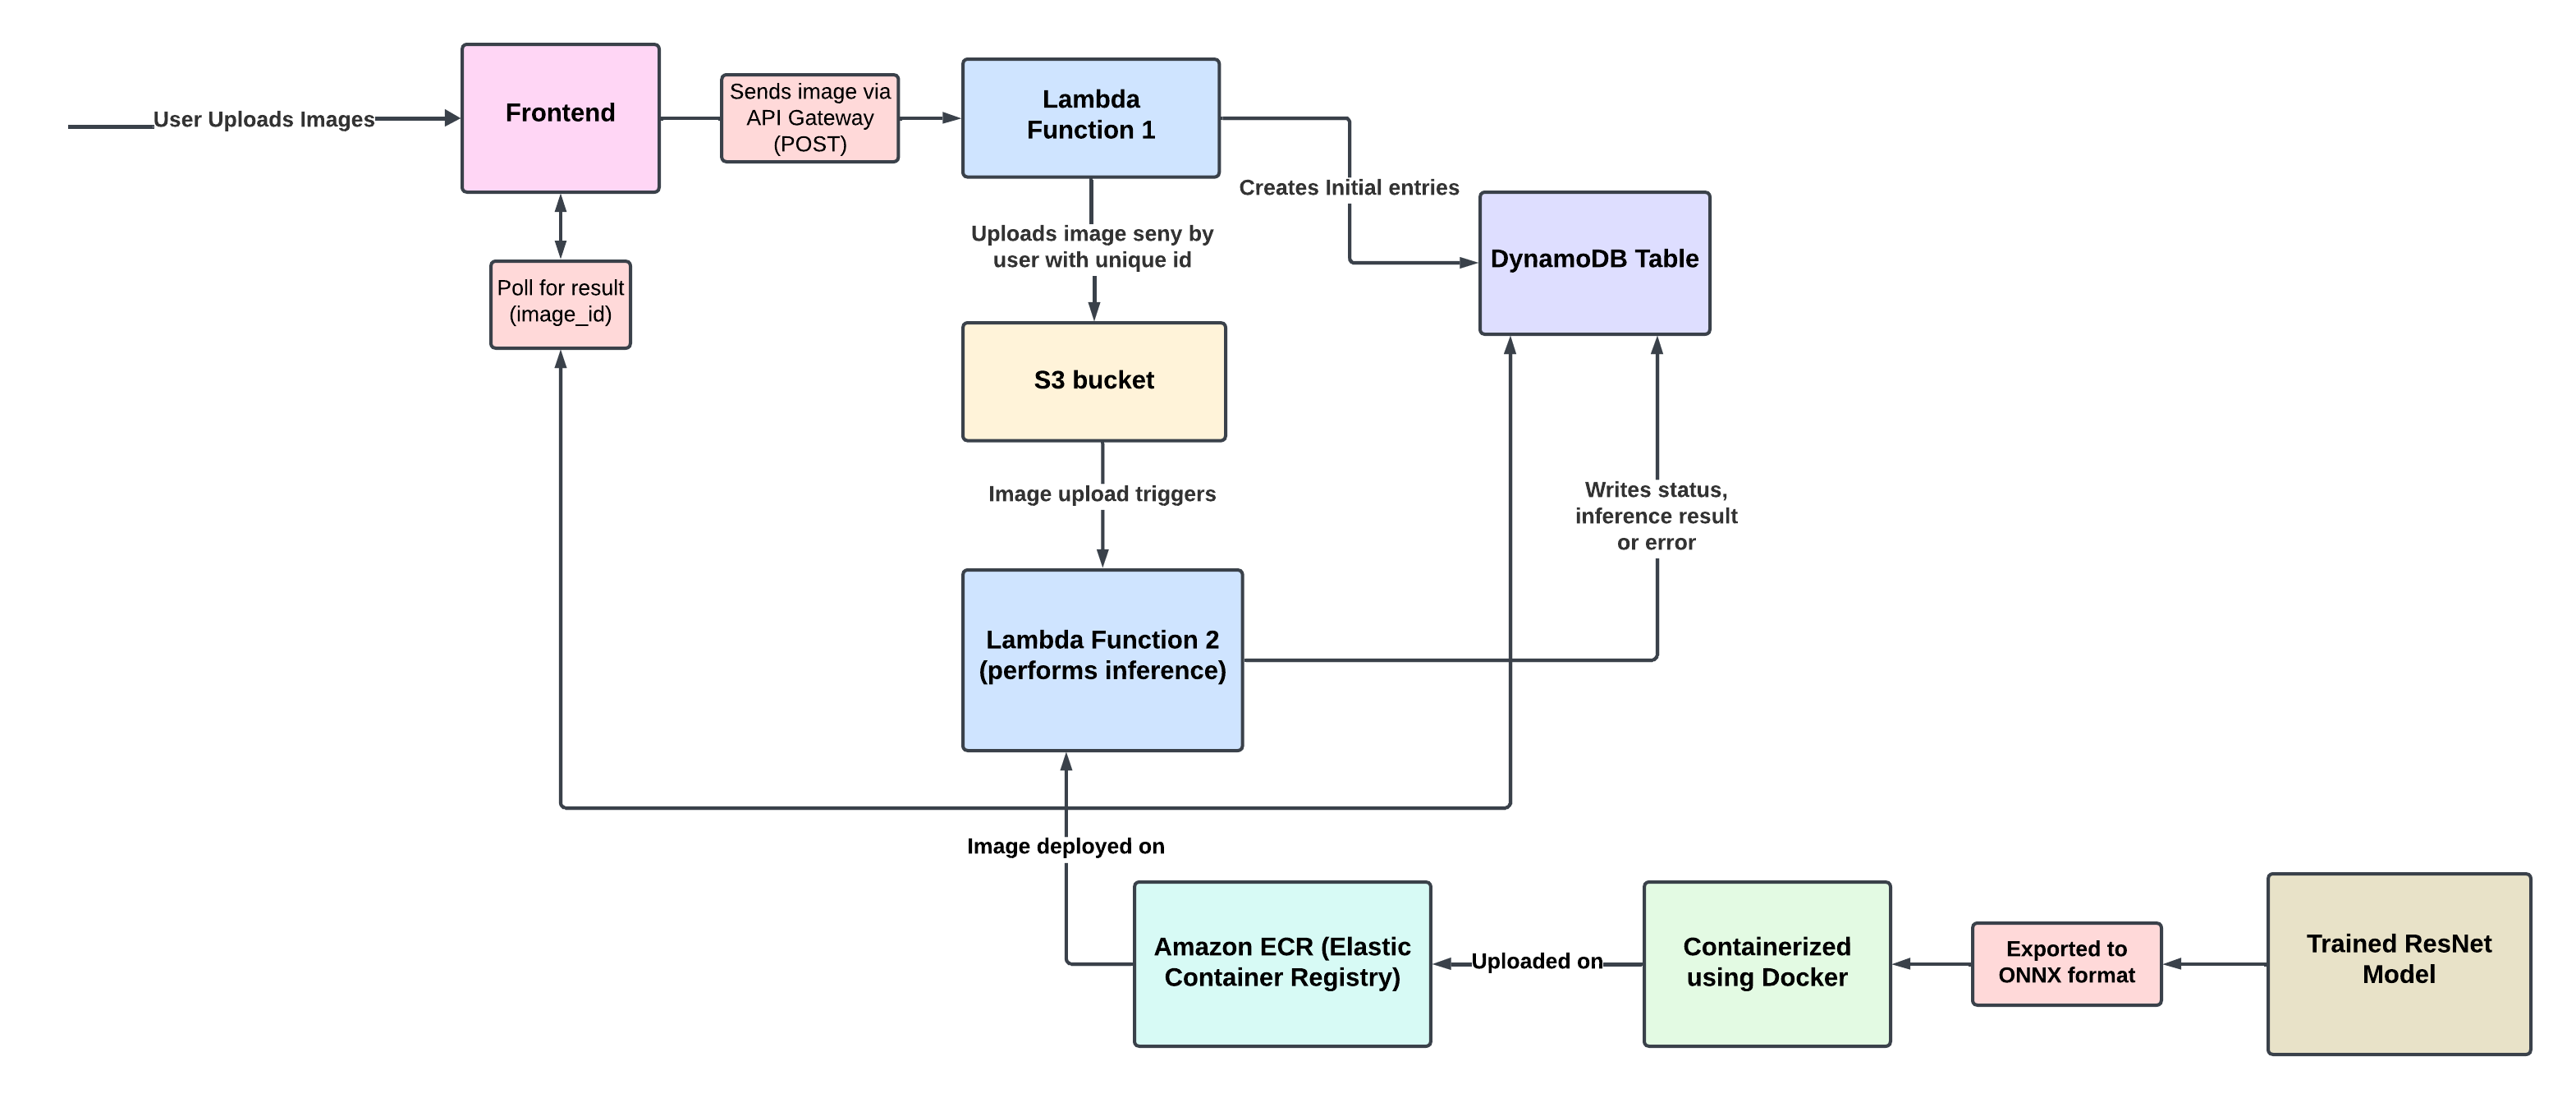 User Uploads Images
Frontend
Sends image via
API Gateway
(POST)
Lambda
Function 1
Creates Initial entries
DynamoDB Table
Uploads image seny by
user with unique id
Poll for result
(image_id)
S3 bucket
Image upload triggers
Writes status,
inference result
or error
Lambda Function 2
(performs inference)
Image deployed on
Amazon ECR (Elastic
Container Registry)
Uploaded on
Containerized
using Docker
Exported to
ONNX format
Trained ResNet
Model